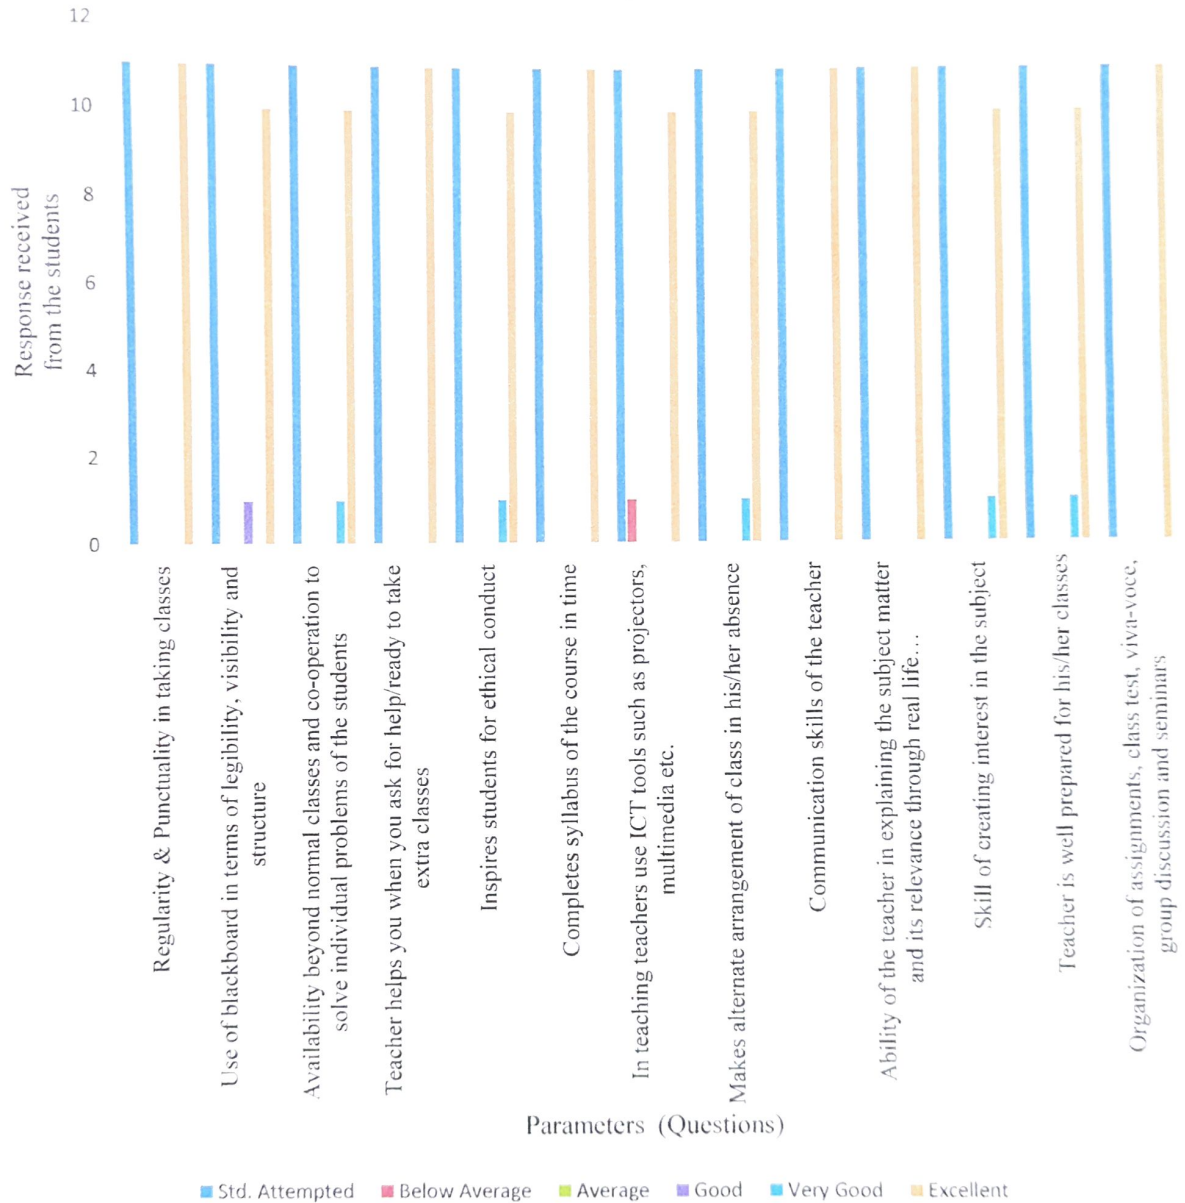 12
10
8
6
4
2
0
Response received
from the students
Regularity & Punctuality in taking classes
Use of blackboard in terms of legibility, visibility and
structure
Availability beyond normal classes and co-operation to
solve individual problems of the students
Teacher helps you when you ask for help/ready to take
extra classes
Inspires students for ethical conduct
Completes syllabus of the course in time
In teaching teachers use ICT tools such as projectors,
multimedia etc.
Makes alternate arrangement of class in his/her absence
Communication skills of the teacher
Ability of the teacher in explaining the subject matter
and its relevance through real life…
Skill of creating interest in the subject
Teacher is well prepared for his/her classes
Organization of assignments, class test, viva-voce,
group discussion and seminars
Parameters (Questions)
Std. Attempted Below Average Average Good Very Good Excellent